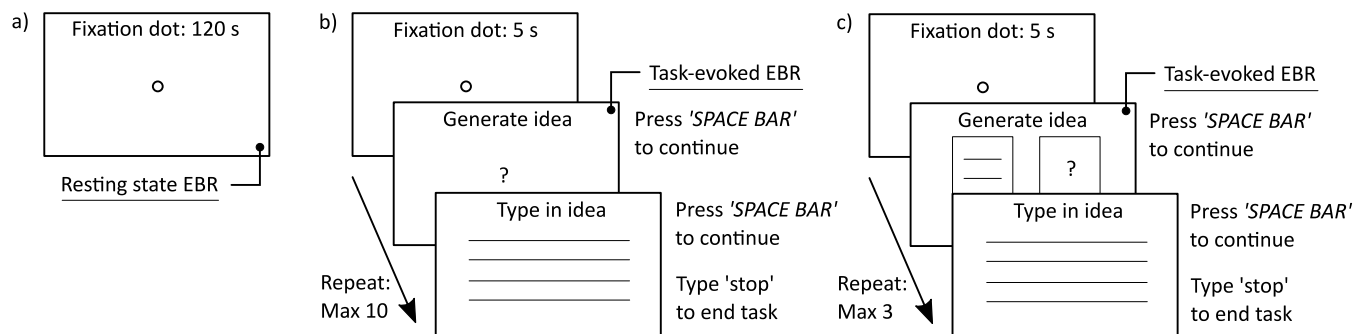 a)
Fixation dot: 120 s
Resting state EBR
b)
Fixation dot: 5 s
Task-evoked EBR
Generate idea
Press 'SPACE BAR'
to continue
?
Type in idea
Press 'SPACE BAR'
to continue
Type 'stop'
to end task
Repeat:
Max 10
c)
Fixation dot: 5 s
Task-evoked EBR
Generate idea
Press 'SPACE BAR'
to continue
?
Type in idea
Press 'SPACE BAR'
to continue
Type 'stop'
to end task
Repeat:
Max 3